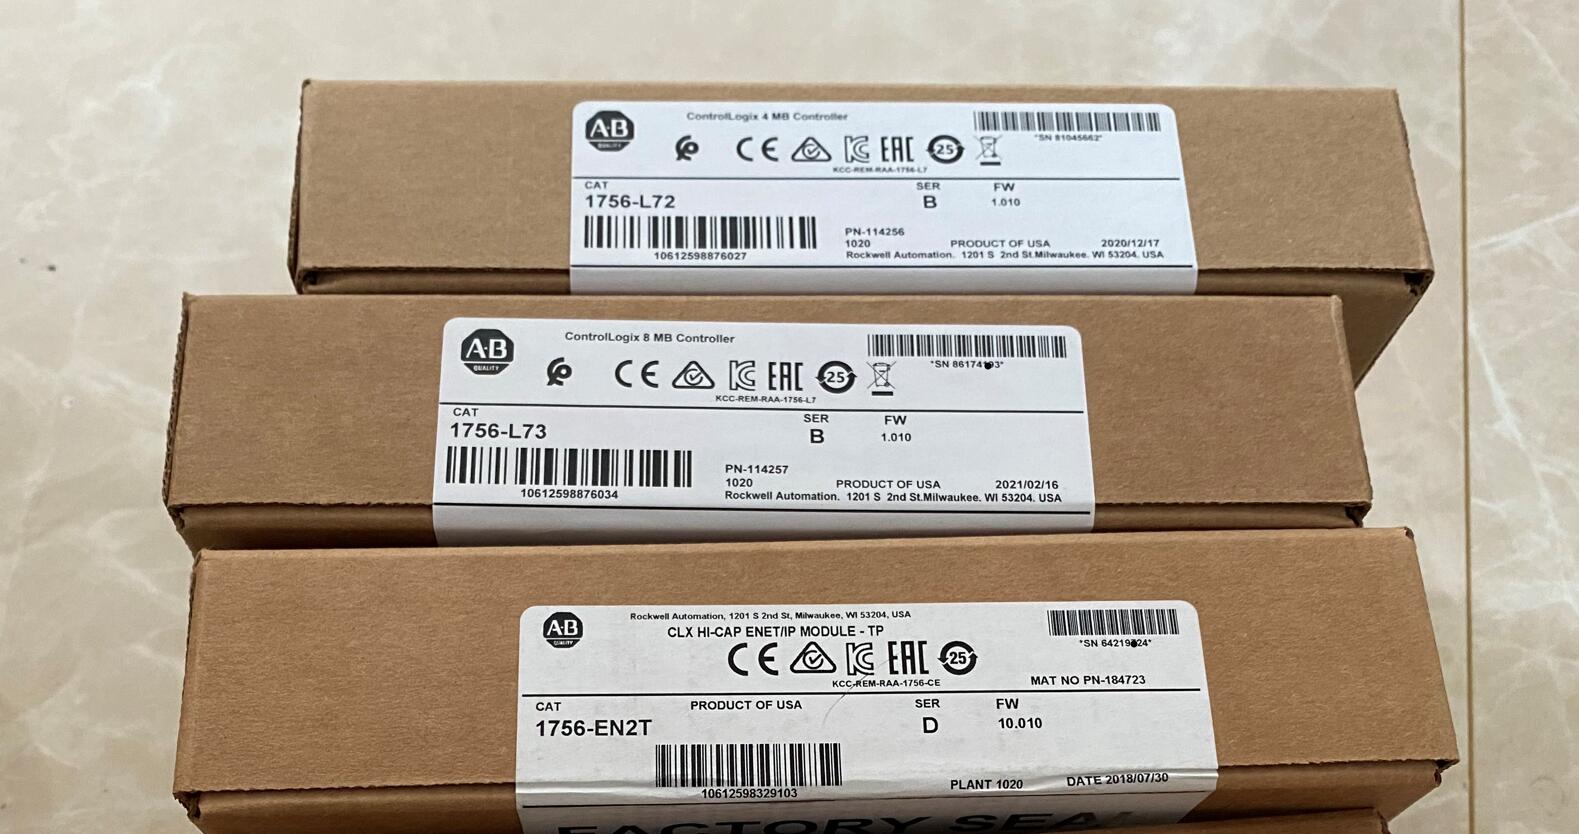 A·B
QUALITY
ControlLogix 4 MB Controller
*SN 81045662*
CE EAC 25
KCC-REM-RAA-1756-L7
CAT SER FW
1756-L72 B 1.010
10612598876027
PN-114256
1020 PRODUCT OF USA 2020/12/17
Rockwell Automation. 1201 S 2nd St.Milwaukee. WI 53204. USA
A·B
QUALITY
ControlLogix 8 MB Controller
CE EAC 25
KCC-REM-RAA-1756-L7
CAT SER FW
1756-L73 B 1.010
10612598876034
PN-114257
1020 PRODUCT OF USA 2021/02/16
Rockwell Automation. 1201 S 2nd St.Milwaukee. WI 53204. USA
A·B
QUALITY
Rockwell Automation, 1201 S 2nd St, Milwaukee, WI 53204, USA
CLX HI-CAP ENET/IP MODULE - TP
CE EAC 25
KCC-REM-RAA-1756-CE
MAT NO PN-184723
CAT PRODUCT OF USA SER FW
1756-EN2T D 10.010
10612598329103
PLANT 1020 DATE 2018/07/30
FACTORY SEAL